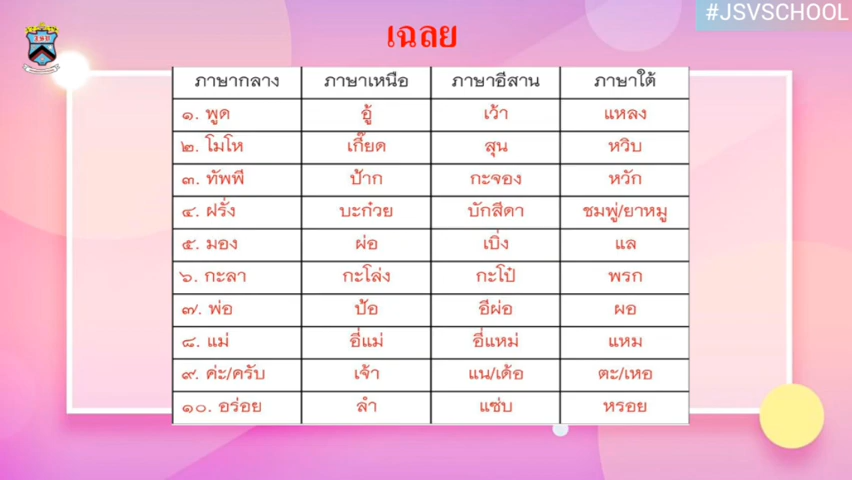 #JSVSCHOOL
เฉลย
ภาษากลาง ภาษาเหนือ ภาษาอีสาน ภาษาใต้
๑. พูด อู้ เว้า แหลง
๒. โมโห เกี๊ยด สุน หวิบ
๓. ทัพพี ป้าก กะจอง หวัก
๔. ฝรั่ง บะก๋วย บักสีดา ชมพู่/ยาหมู
๕. มอง ผ่อ เบิ่ง แล
๖. กะลา กะโล่ง กะโป๋ พรก
๗. พ่อ ป้อ อีผ่อ ผอ
๘. แม่ อี่แม่ อี่แหม่ แหม
๙. ค่ะ/ครับ เจ้า แน/เด้อ ตะ/เหอ
๑๐. อร่อย ลำ แซ่บ หรอย